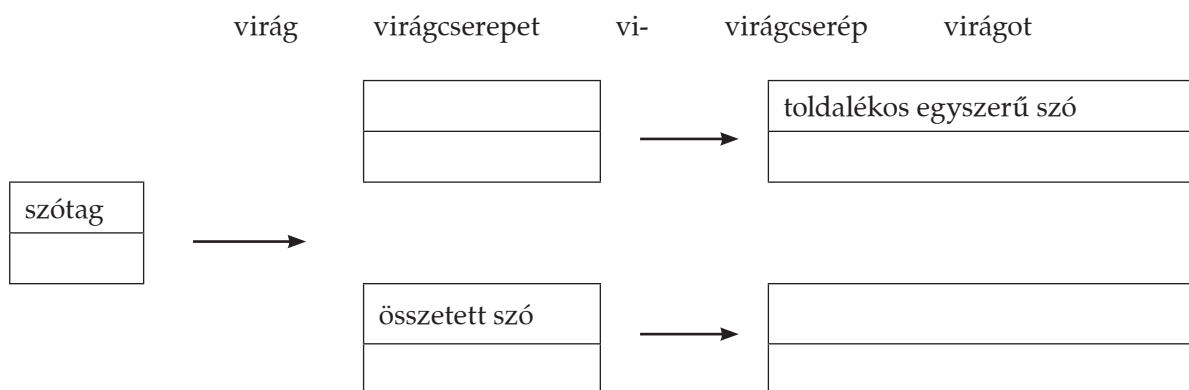 virág virágcserepet vi- virágcserép virágot
toldalékos egyszerű szó
szótag
összetett szó